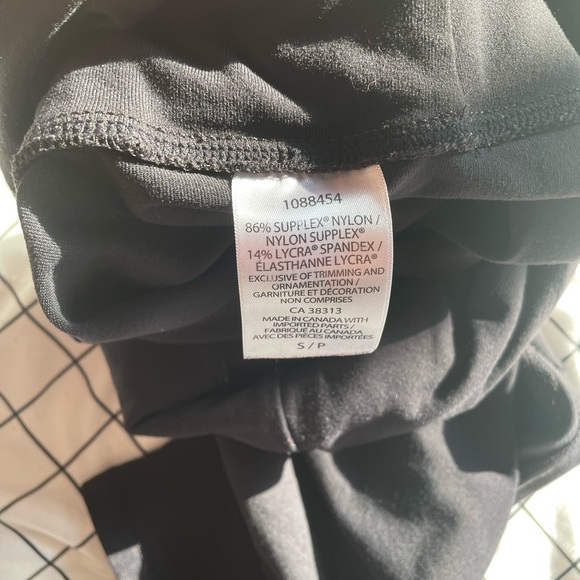 1088454
86% SUPPLEX® NYLON /
NYLON SUPPLEX®
14% LYCRA® SPANDEX /
ÉLASTHANNE LYCRA®
EXCLUSIVE OF TRIMMING AND
ORNAMENTATION /
GARNITURE ET DÉCORATION
NON COMPRISES
CA 38313
MADE IN CANADA WITH
IMPORTED PARTS /
FABRIQUÉ AU CANADA
AVEC DES PIÈCES IMPORTÉES
S / P